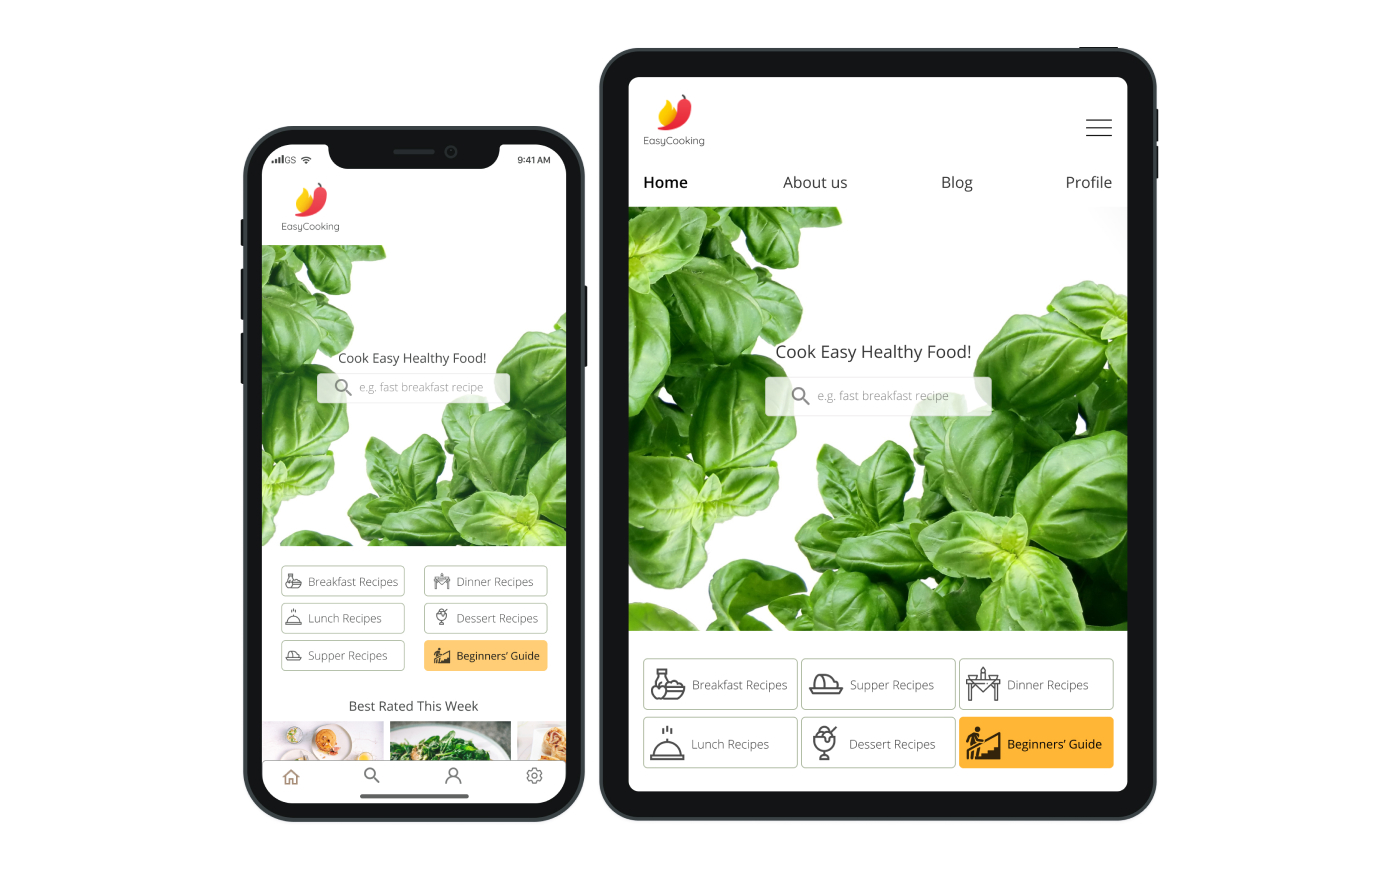 GS
9:41 AM
EasyCooking
Cook Easy Healthy Food!
e.g. fast breakfast recipe
Breakfast Recipes
Dinner Recipes
Lunch Recipes
Dessert Recipes
Supper Recipes
Beginners’ Guide
Best Rated This Week
EasyCooking
Home
About us
Blog
Profile
Cook Easy Healthy Food!
e.g. fast breakfast recipe
Breakfast Recipes
Supper Recipes
Dinner Recipes
Lunch Recipes
Dessert Recipes
Beginners’ Guide